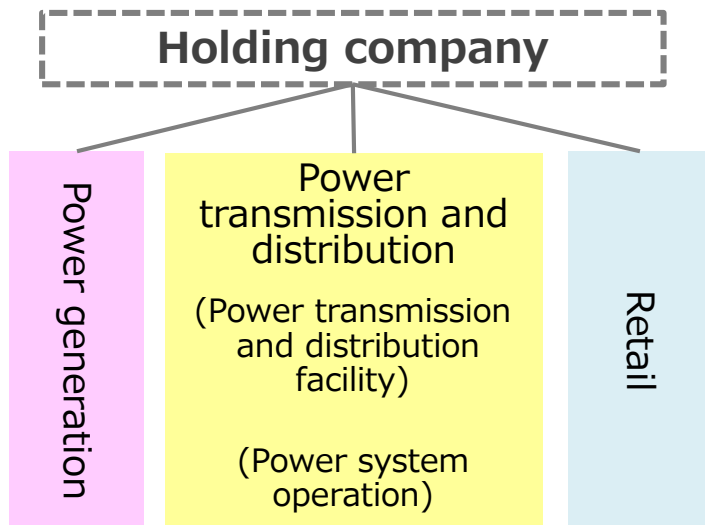 Holding company
Power generation
Power
transmission and
distribution
(Power transmission
and distribution
facility)
(Power system
operation)
Retail